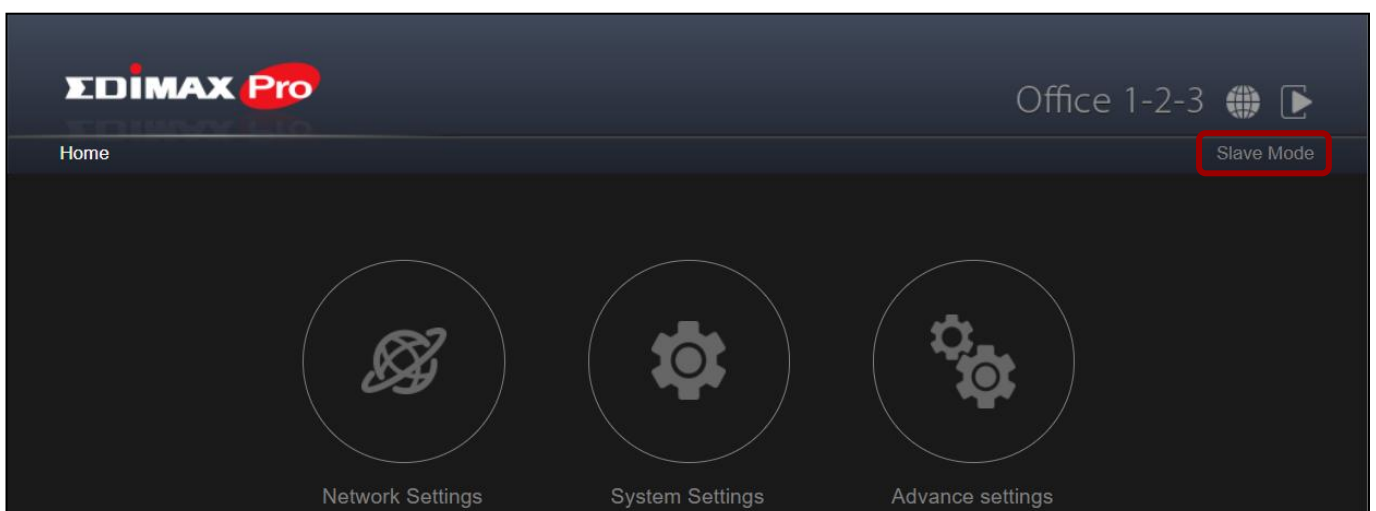 EDIMAX Pro
Office 1-2-3
Home
Slave Mode
Network Settings
System Settings
Advance settings